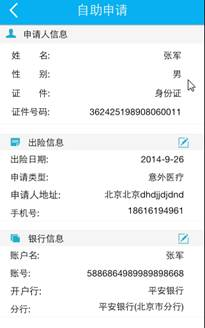 自助申请
申请人信息
姓 名: 张军
性 别: 男
证 件: 身份证
证件号码: 362425198908060011
出险信息
出险日期: 2014-9-26
申请类型: 意外医疗
申请人地址: 北京北京dhdjjdjdnd
手机号: 18616194961
银行信息
账户名: 张军
账号: 5886864989989898668
开户行: 平安银行
分行: 平安银行(北京市分行)